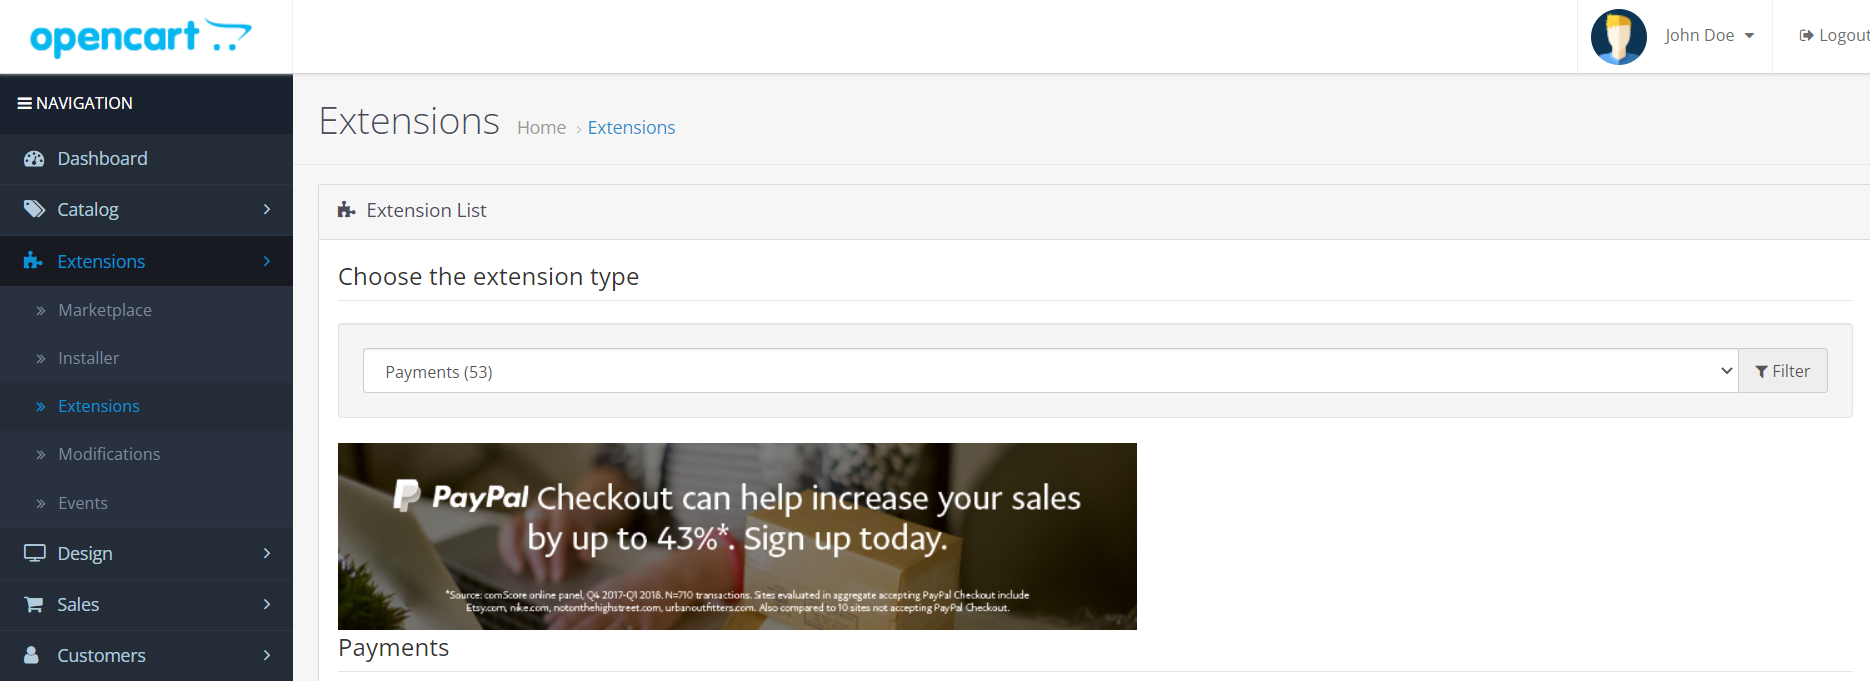 opencart
John Doe
Logout
NAVIGATION
Dashboard
Catalog
Extensions
Marketplace
Installer
Extensions
Modifications
Events
Design
Sales
Customers
Extensions
Home › Extensions
Extension List
Choose the extension type
Payments (53)
Filter
PayPal Checkout can help increase your sales
by up to 43%*. Sign up today.
*Source: comScore online panel, Q4 2017-Q1 2018. N=710 transactions. Sites evaluated in aggregate accepting PayPal Checkout include
Etsy.com, nike.com, notonthehighstreet.com, urbanoutfitters.com. Also compared to 10 sites not accepting PayPal Checkout.
Payments